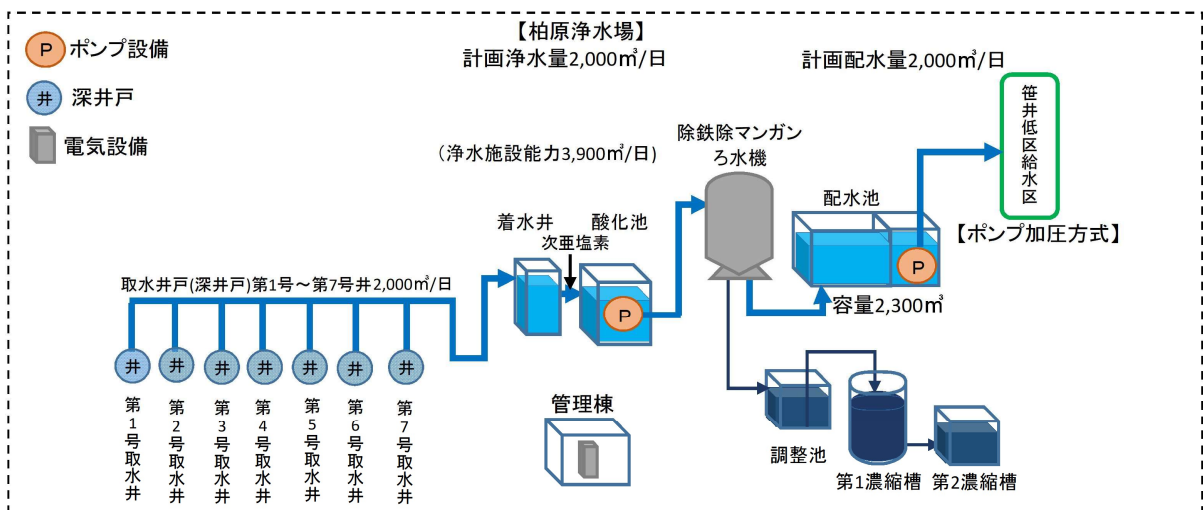 【柏原浄水場】
計画浄水量2,000㎥/日
計画配水量2,000㎥/日
P ポンプ設備
井 深井戸
電気設備
(浄水施設能力3,900㎥/日)
除鉄除マンガン
ろ水機
笹井低区給水区
配水池
P
【ポンプ加圧方式】
容量2,300㎥
着水井
酸化池
次亜塩素
P
取水井戸(深井戸)第1号～第7号井2,000㎥/日
井
井
井
井
井
井
井
第1号取水井
第2号取水井
第3号取水井
第4号取水井
第5号取水井
第6号取水井
第7号取水井
管理棟
調整池
第1濃縮槽
第2濃縮槽